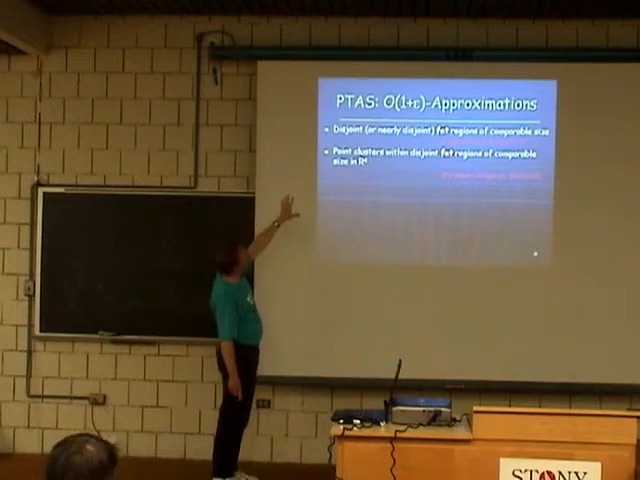 PTAS: O(1+ε)-Approximations
• Disjoint (or nearly disjoint) fat regions of comparable size
• Point clusters within disjoint fat regions of comparable
size in Rᵈ
STONY